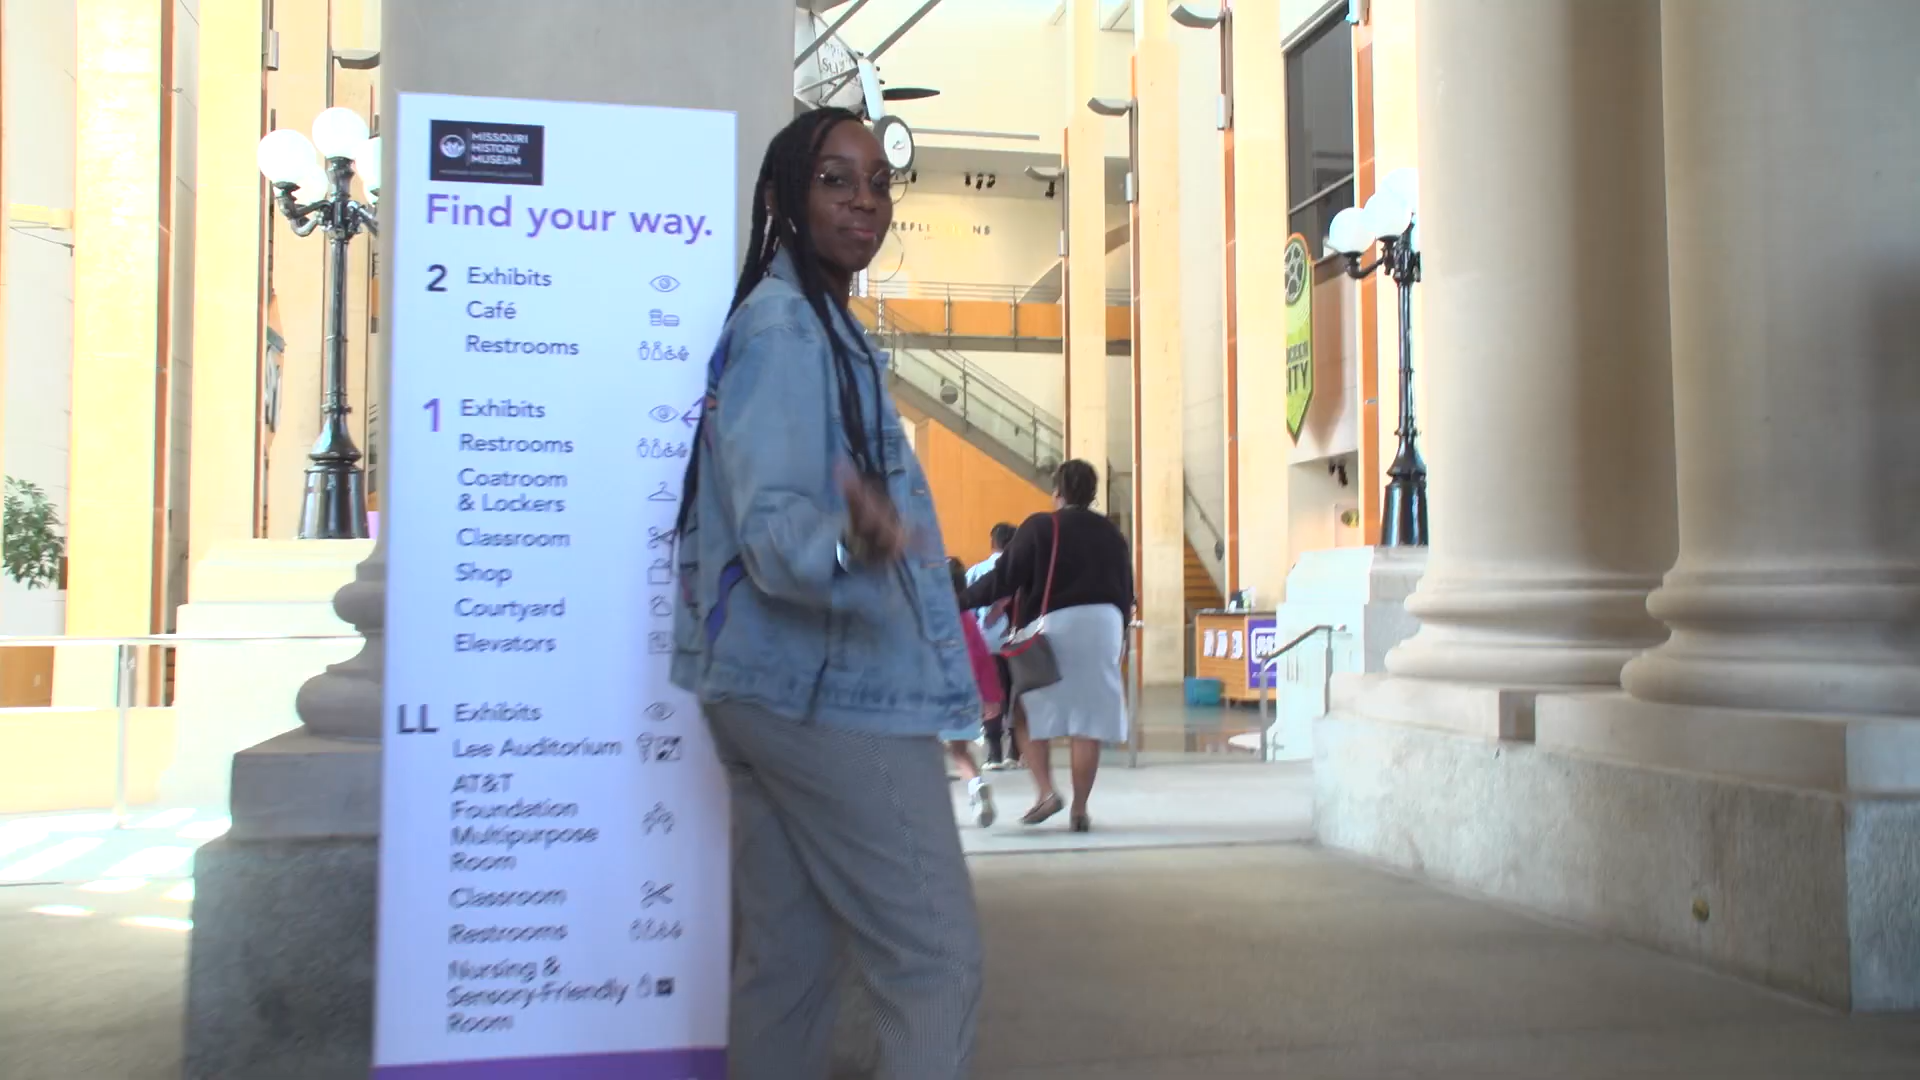 MISSOURI
HISTORY
MUSEUM
Find your way.
2 Exhibits
Café
Restrooms
1 Exhibits
Restrooms
Coatroom
& Lockers
Classroom
Shop
Courtyard
Elevators
LL Exhibits
Lee Auditorium
AT&T
Foundation
Multipurpose
Room
Classroom
Restrooms
Nursing &
Sensory-Friendly
Room